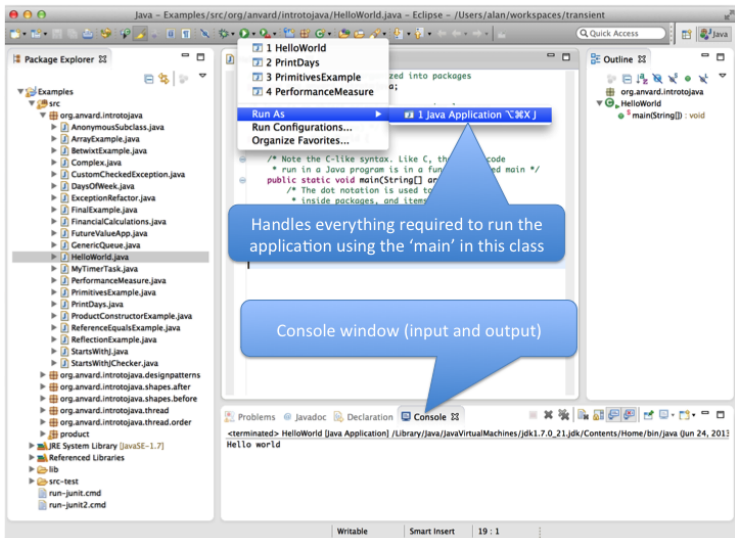 Java - Examples/src/org/anvard/introtojava/HelloWorld.java - Eclipse - /Users/alan/workspaces/transient
Quick Access
Java
Package Explorer
Examples
src
org.anvard.introtojava
AnonymousSubclass.java
ArrayExample.java
BetwixtExample.java
Complex.java
CustomCheckedException.java
DaysOfWeek.java
ExceptionRefactor.java
FinalExample.java
FinancialCalculations.java
FutureValueApp.java
GenericQueue.java
HelloWorld.java
MyTimerTask.java
PerformanceMeasure.java
PrimitivesExample.java
PrintDays.java
ProductConstructorExample.java
ReferenceEqualsExample.java
ReflectionExample.java
StartsWithJ.java
StartsWithJChecker.java
org.anvard.introtojava.designpatterns
org.anvard.introtojava.shapes.after
org.anvard.introtojava.shapes.before
org.anvard.introtojava.thread
org.anvard.introtojava.thread.order
product
JRE System Library [JavaSE-1.7]
Referenced Libraries
lib
src-test
run-junit.cmd
run-junit2.cmd
1 HelloWorld
2 PrintDays
3 PrimitivesExample
4 PerformanceMeasure
Run As
Run Configurations...
Organize Favorites...
1 Java Application ⌥⌘X J
into packages
/* Note the C-like syntax. Like C, th code
* run in a Java program is in a fun ed main */
public static void main(String[] ar
/* The dot notation is used to
* inside packages, and items
Handles everything required to run the
application using the ‘main’ in this class
Console window (input and output)
Outline
org.anvard.introtojava
HelloWorld
main(String[]) : void
Problems Javadoc Declaration Console
<terminated> HelloWorld [Java Application] /Library/Java/JavaVirtualMachines/jdk1.7.0_21.jdk/Contents/Home/bin/java (Jun 24, 2013
Hello world
Writable Smart Insert 19 : 1